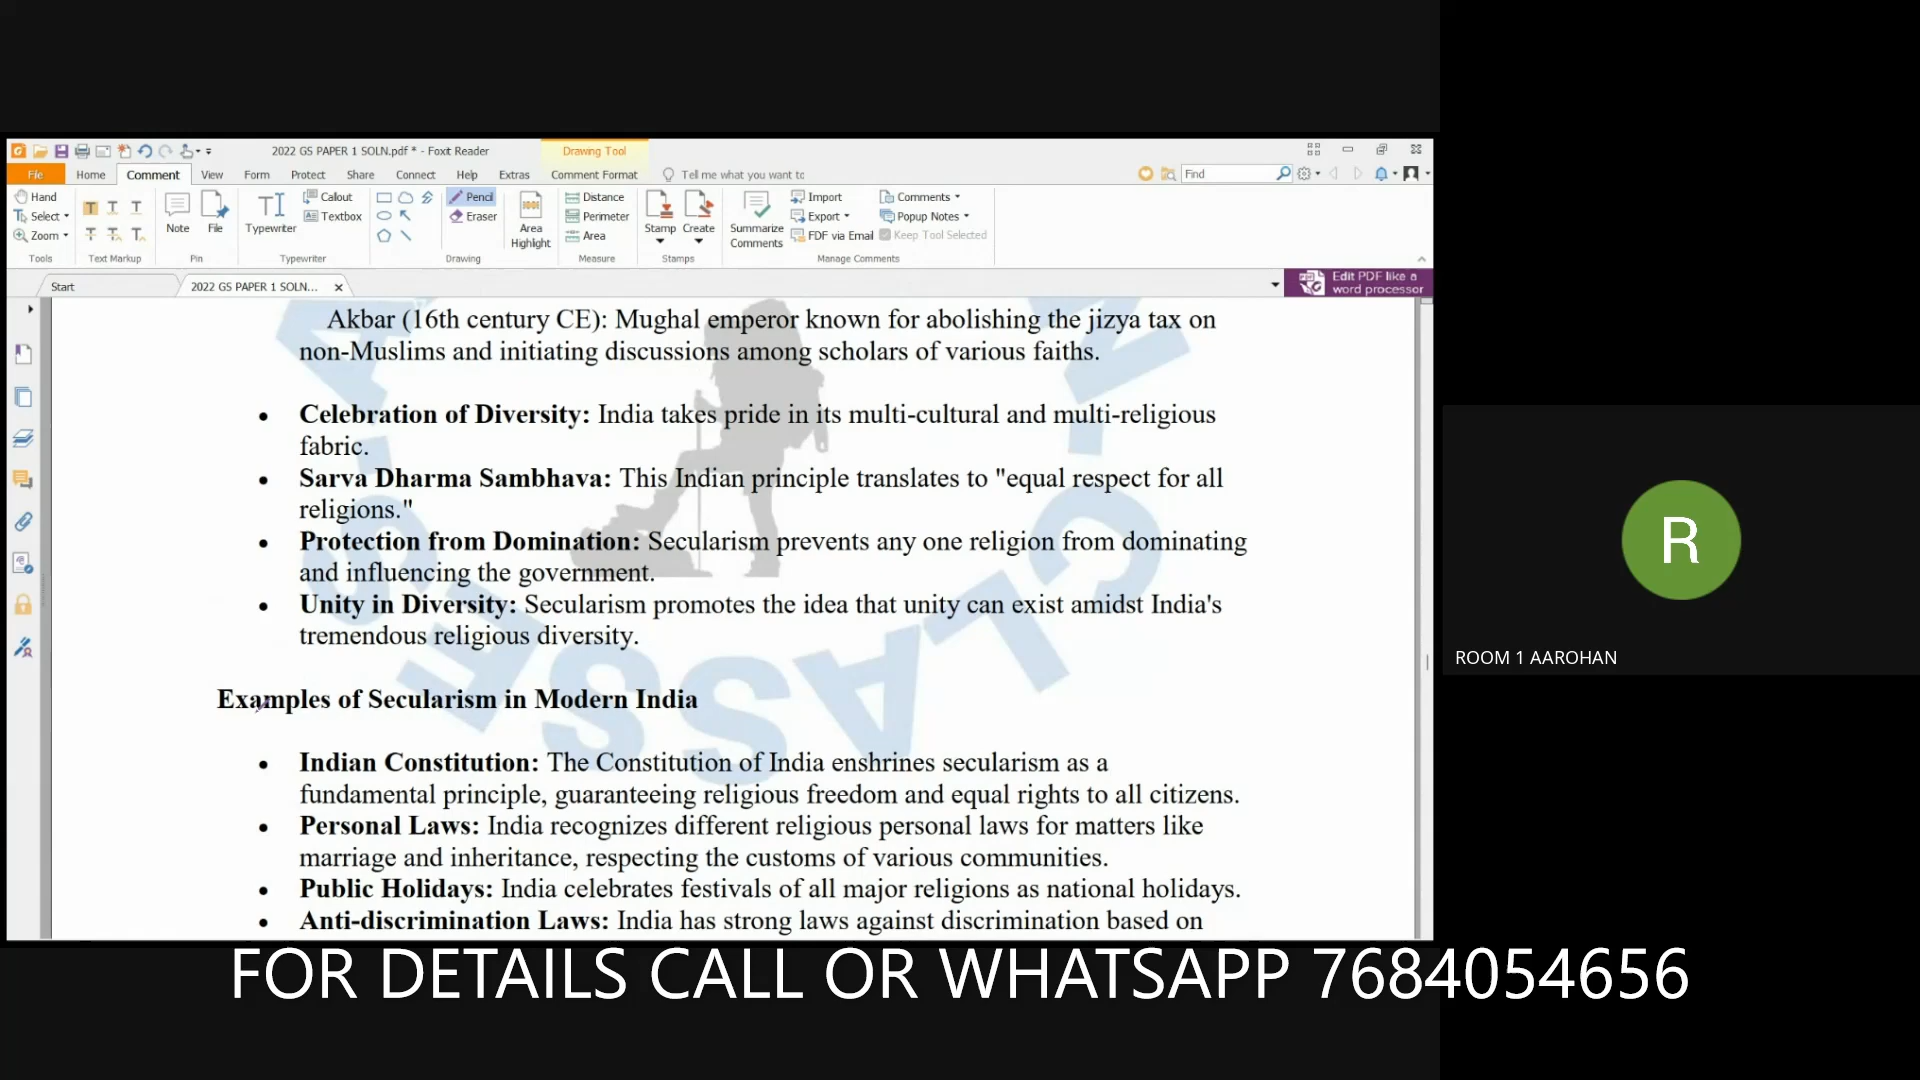 2022 GS PAPER 1 SOLN.pdf * - Foxit Reader
Drawing Tool
File Home Comment View Form Protect Share Connect Help Extras Comment Format Tell me what you want to Find
Hand
Select
Zoom
Tools
Text Markup
Note File
Pin
Typewriter
Callout
Textbox
Typewriter
Pencil
Eraser
Drawing
Area
Highlight
Distance
Perimeter
Area
Measure
Stamp Create
Stamps
Summarize
Comments
Import
Export
FDF via Email
Comments
Popup Notes
Keep Tool Selected
Manage Comments
Start
2022 GS PAPER 1 SOLN...
Edit PDF like a
word processor
Akbar (16th century CE): Mughal emperor known for abolishing the jizya tax on
non-Muslims and initiating discussions among scholars of various faiths.
• Celebration of Diversity: India takes pride in its multi-cultural and multi-religious
fabric.
• Sarva Dharma Sambhava: This Indian principle translates to "equal respect for all
religions."
• Protection from Domination: Secularism prevents any one religion from dominating
and influencing the government.
• Unity in Diversity: Secularism promotes the idea that unity can exist amidst India's
tremendous religious diversity.
Examples of Secularism in Modern India
• Indian Constitution: The Constitution of India enshrines secularism as a
fundamental principle, guaranteeing religious freedom and equal rights to all citizens.
• Personal Laws: India recognizes different religious personal laws for matters like
marriage and inheritance, respecting the customs of various communities.
• Public Holidays: India celebrates festivals of all major religions as national holidays.
• Anti-discrimination Laws: India has strong laws against discrimination based on
CLASSES
R
ROOM 1 AAROHAN
FOR DETAILS CALL OR WHATSAPP 7684054656